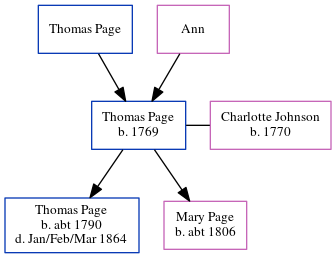 Thomas Page
Ann
Thomas Page
b. 1769
Charlotte Johnson
b. 1770
Thomas Page
b. abt 1790
d. Jan/Feb/Mar 1864
Mary Page
b. abt 1806